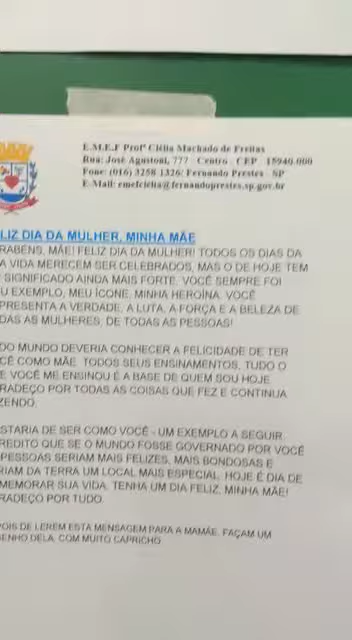 E.M.E.F Profª Clélia Machado de Freitas
Rua: José Agustoni, 777 - Centro - CEP 15940.000
Fone: (016) 3258-1326/ Fernando Prestes - SP
E-Mail: emefclelia@fernandoprestes.sp.gov.br
LIZ DIA DA MULHER, MINHA MÃE
RABÉNS, MÃE! FELIZ DIA DA MULHER! TODOS OS DIAS DA
A VIDA MERECEM SER CELEBRADOS, MAS O DE HOJE TEM
SIGNIFICADO AINDA MAIS FORTE. VOCÊ SEMPRE FOI
U EXEMPLO, MEU ÍCONE, MINHA HEROÍNA. VOCÊ
PRESENTA A VERDADE, A LUTA, A FORÇA E A BELEZA DE
DAS AS MULHERES, DE TODAS AS PESSOAS!
DO MUNDO DEVERIA CONHECER A FELICIDADE DE TER
CÊ COMO MÃE. TODOS SEUS ENSINAMENTOS, TUDO O
E VOCÊ ME ENSINOU É A BASE DE QUEM SOU HOJE
RADEÇO POR TODAS AS COISAS QUE FEZ E CONTINUA
ZENDO.
STARIA DE SER COMO VOCÊ - UM EXEMPLO A SEGUIR.
REDITO QUE SE O MUNDO FOSSE GOVERNADO POR VOCÊ
PESSOAS SERIAM MAIS FELIZES, MAIS BONDOSAS E
RIAM DA TERRA UM LOCAL MAIS ESPECIAL. HOJE É DIA DE
MEMORAR SUA VIDA. TENHA UM DIA FELIZ, MINHA MÃE!
RADEÇO POR TUDO.
POIS DE LEREM ESTA MENSAGEM PARA A MAMÃE, FAÇAM UM
SENHO DELA, COM MUITO CAPRICHO